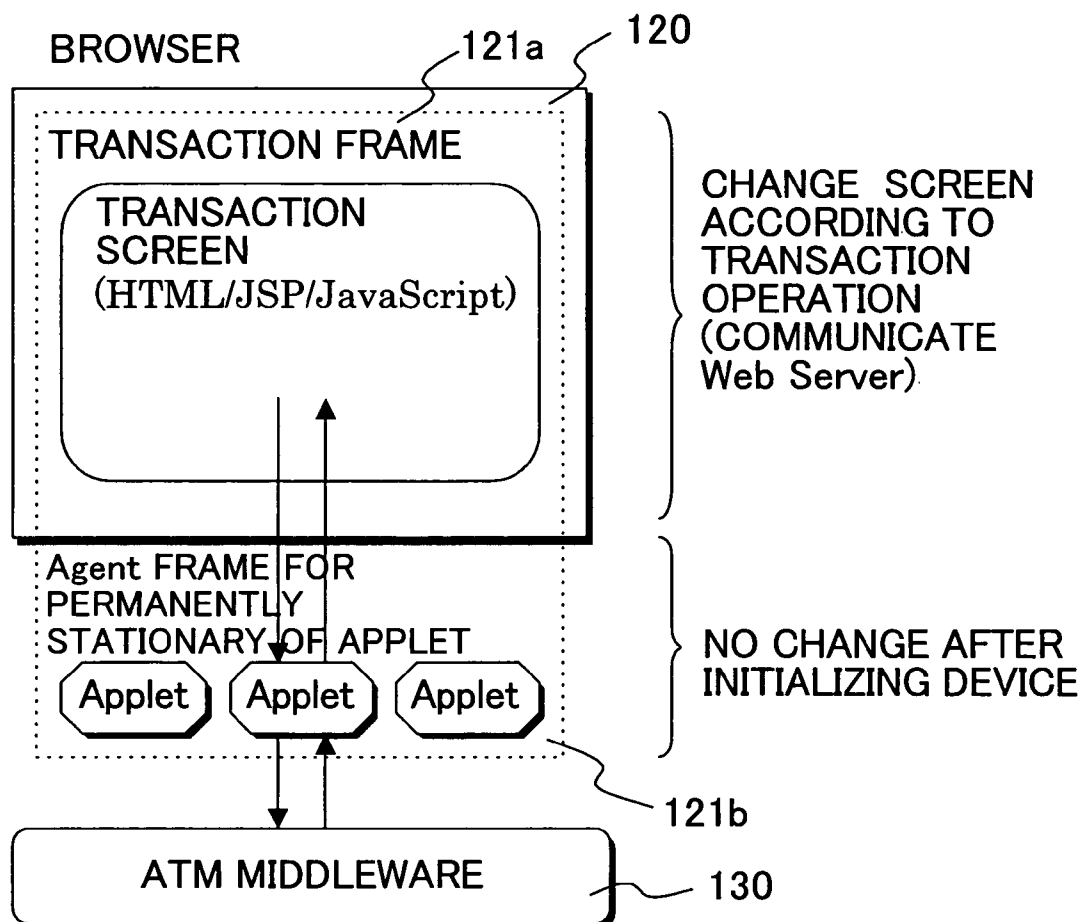 BROWSER
121a
120
TRANSACTION FRAME
TRANSACTION
SCREEN
(HTML/JSP/JavaScript)
CHANGE SCREEN
ACCORDING TO
TRANSACTION
OPERATION
(COMMUNICATE
Web Server)
Agent FRAME FOR
PERMANENTLY
STATIONARY OF APPLET
Applet
Applet
Applet
NO CHANGE AFTER
INITIALIZING DEVICE
121b
ATM MIDDLEWARE
130